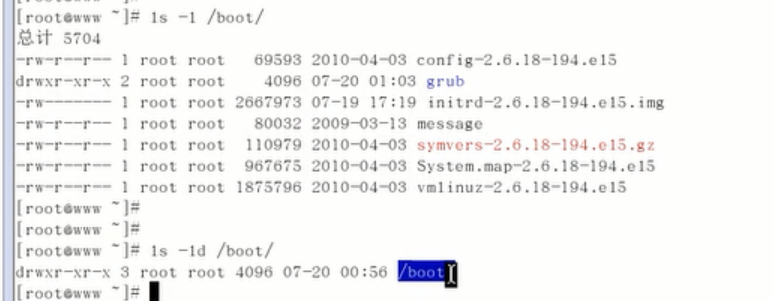 [root@www ~]# ls -l /boot/
总计 5704
-rw-r--r-- 1 root root   69593 2010-04-03 config-2.6.18-194.el5
drwxr-xr-x 2 root root    4096 07-20 01:03 grub
-rw------- 1 root root 2667973 07-19 17:19 initrd-2.6.18-194.el5.img
-rw-r--r-- 1 root root   80032 2009-03-13 message
-rw-r--r-- 1 root root  110979 2010-04-03 symvers-2.6.18-194.el5.gz
-rw-r--r-- 1 root root  967675 2010-04-03 System.map-2.6.18-194.el5
-rw-r--r-- 1 root root 1875796 2010-04-03 vmlinuz-2.6.18-194.el5
[root@www ~]#
[root@www ~]#
[root@www ~]# ls -ld /boot/
drwxr-xr-x 3 root root 4096 07-20 00:56 /boot
[root@www ~]#